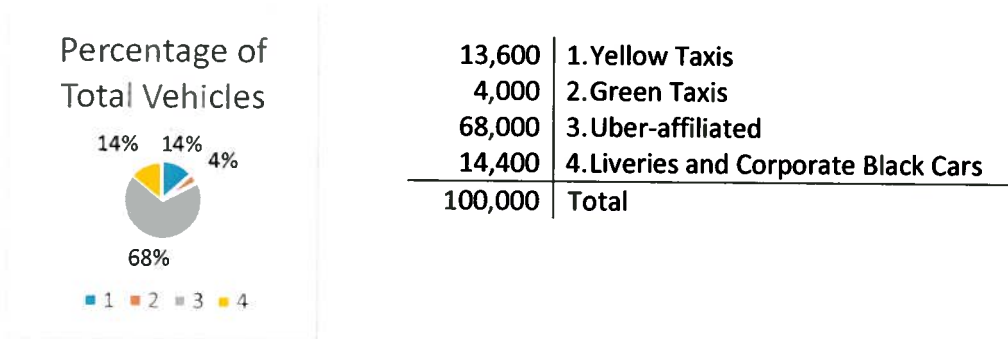 Percentage of
Total Vehicles
14% 14%
4%
68%
1 2 3 4
13,600 1.Yellow Taxis
4,000 2.Green Taxis
68,000 3.Uber-affiliated
14,400 4.Liveries and Corporate Black Cars
100,000 Total